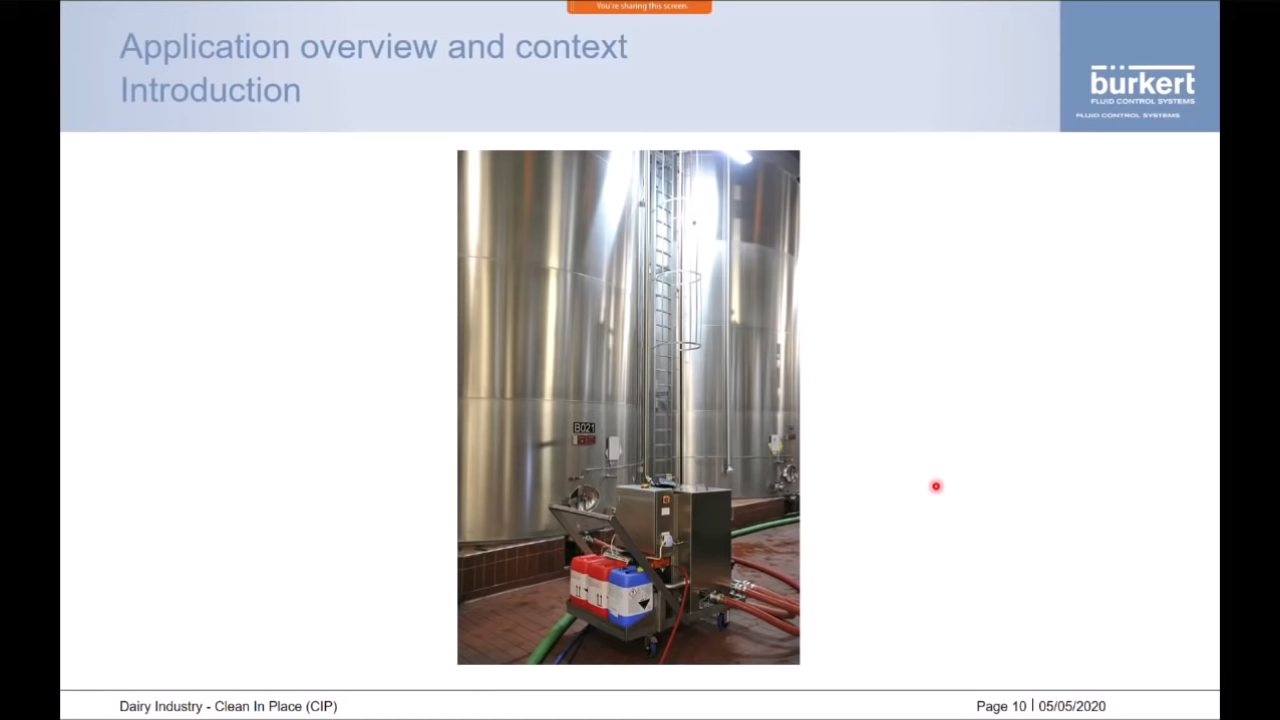 You're sharing this screen.
Application overview and context
Introduction
bürkert
FLUID CONTROL SYSTEMS
FLUID CONTROL SYSTEMS
B021
Dairy Industry - Clean In Place (CIP)
Page 10 | 05/05/2020